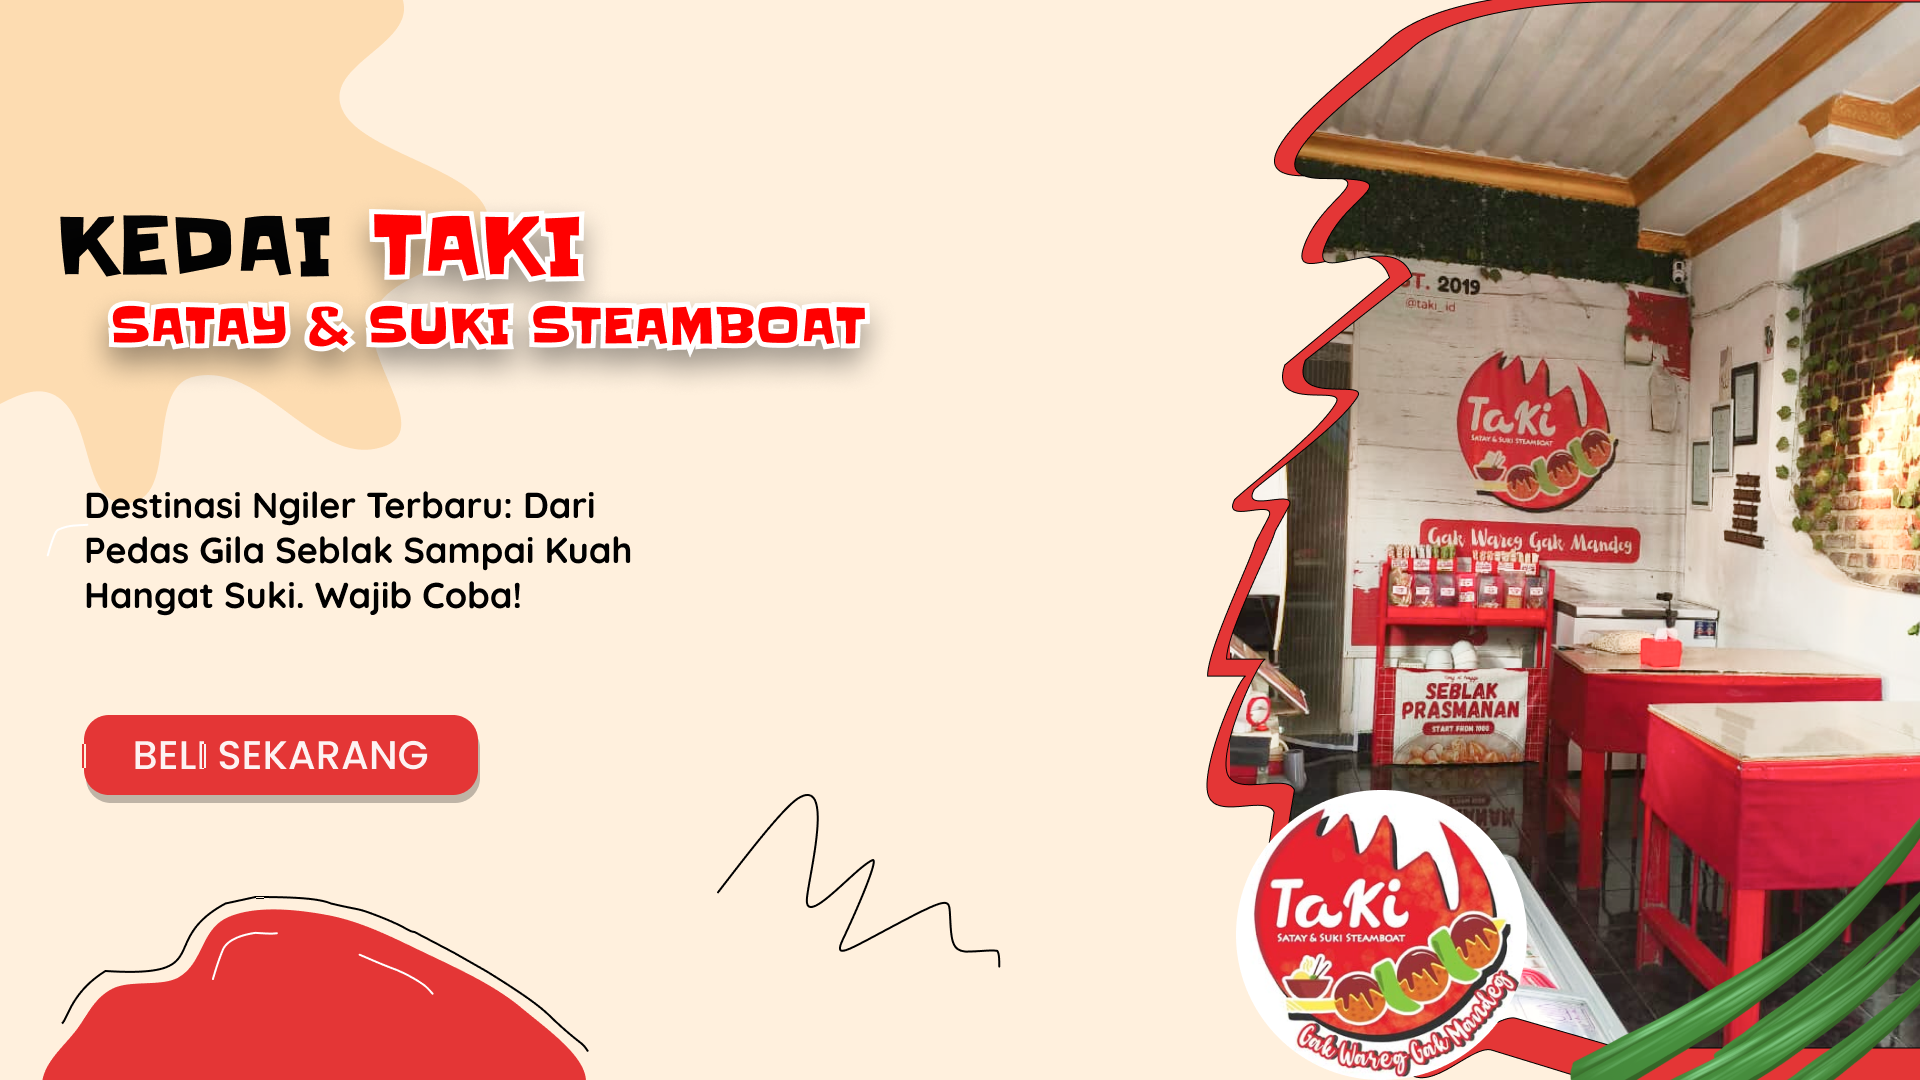 KEDAI TAKI
SATAY & SUKI STEAMBOAT
Destinasi Ngiler Terbaru: Dari
Pedas Gila Seblak Sampai Kuah
Hangat Suki. Wajib Coba!
BELI SEKARANG
T. 2019
@taki_id
Taki
SATAY & SUKI STEAMBOAT
Gak Wareg Gak Mandeg
SEBLAK
PRASMANAN
START FROM 1000
Taki
SATAY & SUKI STEAMBOAT
Gak Wareg Gak Mandeg